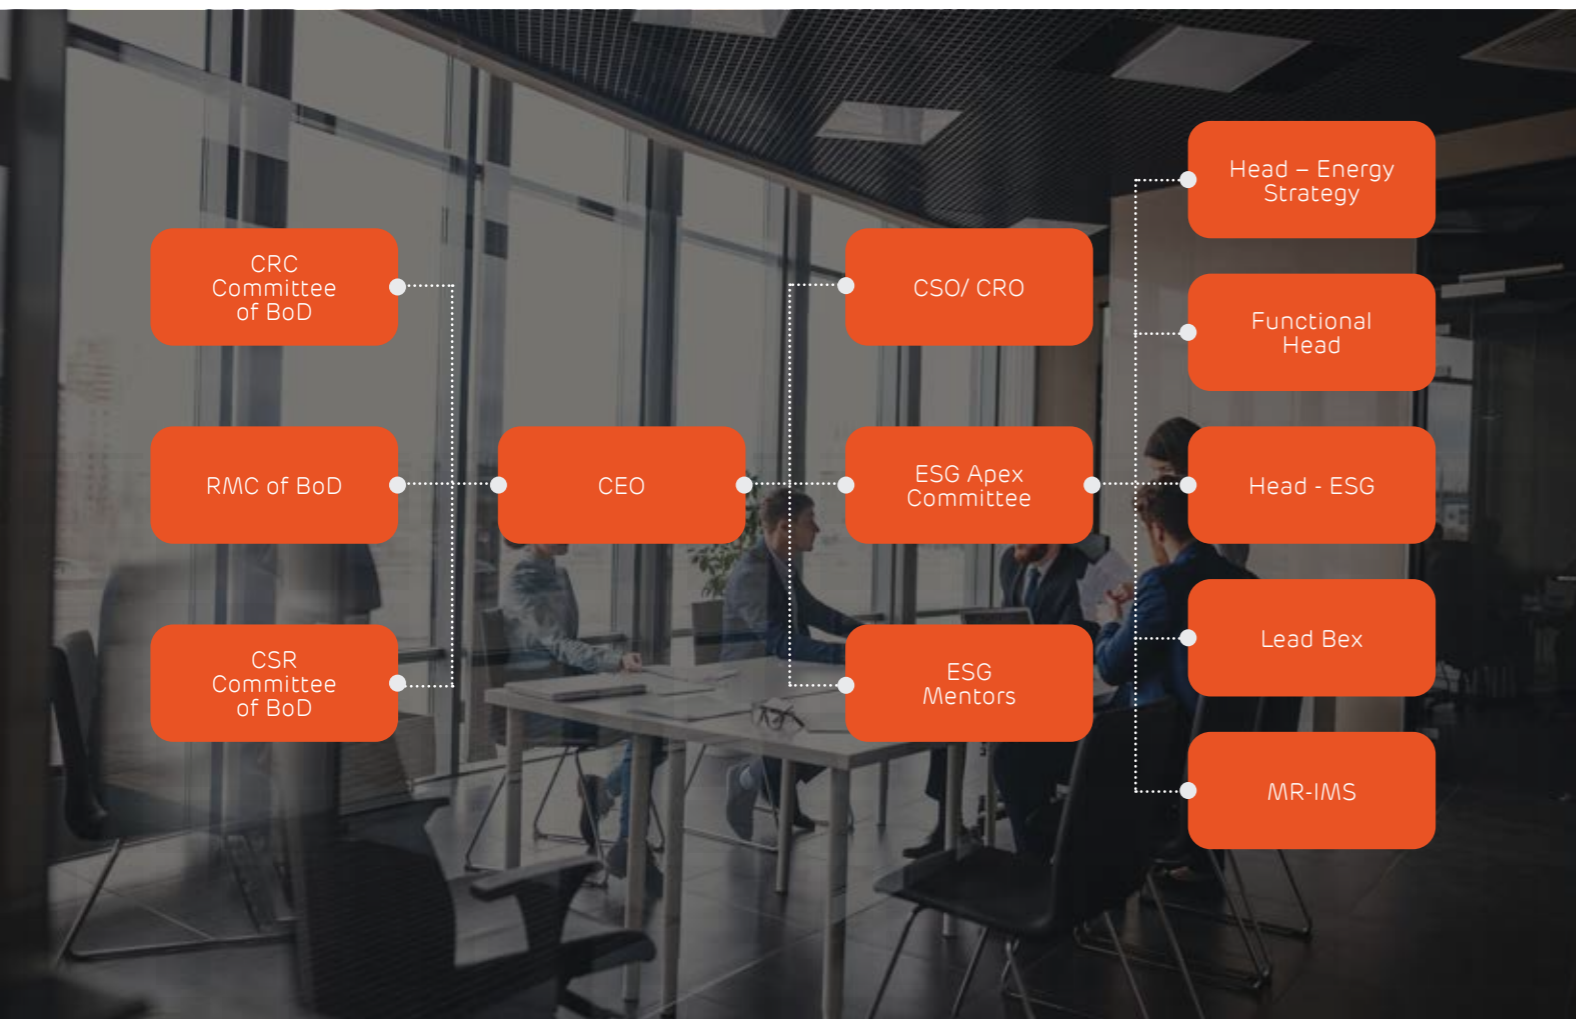 CRC
Committee
of BoD
RMC of BoD
CSR
Committee
of BoD
CEO
CSO/ CRO
ESG Apex
Committee
ESG
Mentors
Head – Energy
Strategy
Functional
Head
Head - ESG
Lead Bex
MR-IMS